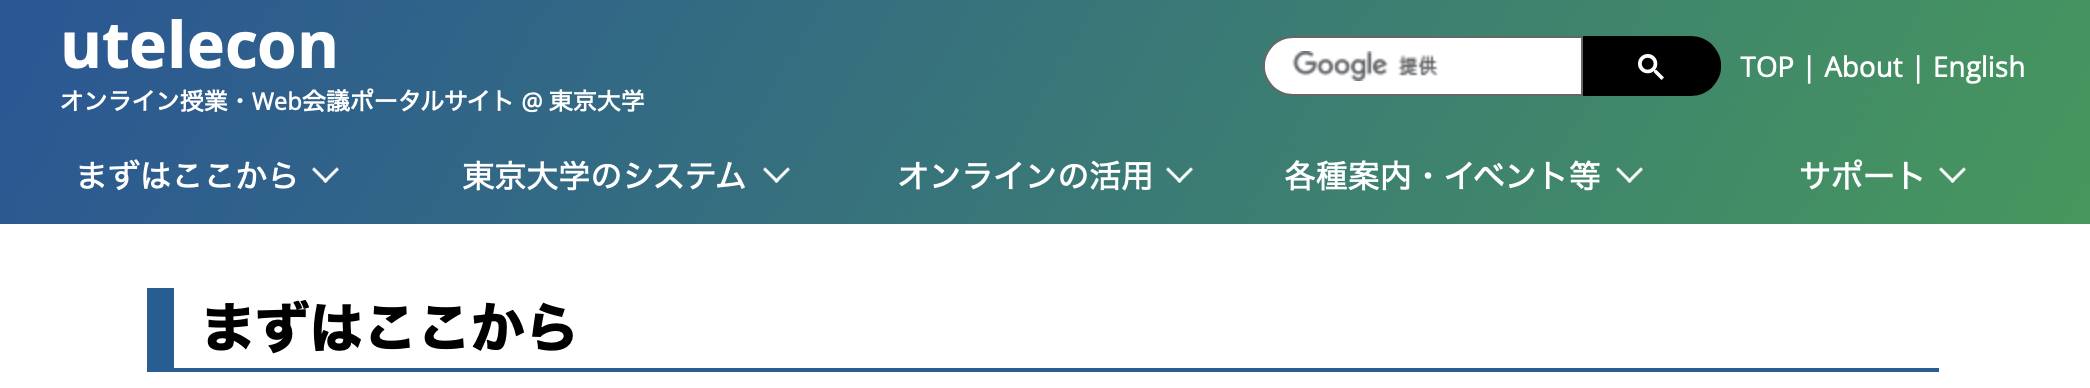 utelecon
オンライン授業・Web会議ポータルサイト @ 東京大学
Google 提供
TOP | About | English
まずはここから
東京大学のシステム
オンラインの活用
各種案内・イベント等
サポート
まずはここから